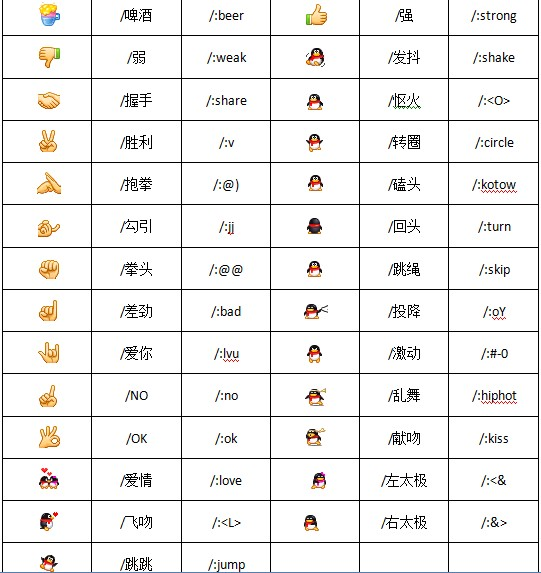 /啤酒 /:beer /强 /:strong
/弱 /:weak /发抖 /:shake
/握手 /:share /怄火 /:<O>
/胜利 /:v /转圈 /:circle
/抱拳 /:@) /磕头 /:kotow
/勾引 /:jj /回头 /:turn
/拳头 /:@@ /跳绳 /:skip
/差劲 /:bad /投降 /:oY
/爱你 /:lvu /激动 /:#-0
/NO /:no /乱舞 /:hiphot
/OK /:ok /献吻 /:kiss
/爱情 /:love /左太极 /:<&
/飞吻 /:<L> /右太极 /:&>
/跳跳 /:jump